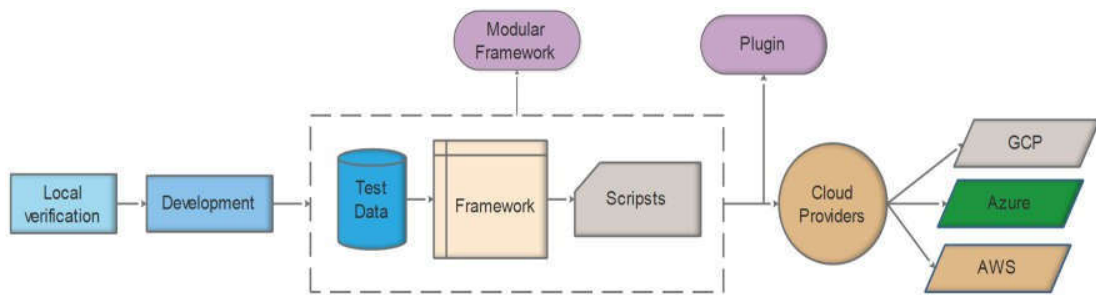 Modular
Framework
Plugin
Local
verification
Development
Test
Data
Framework
Scripsts
Cloud
Providers
GCP
Azure
AWS